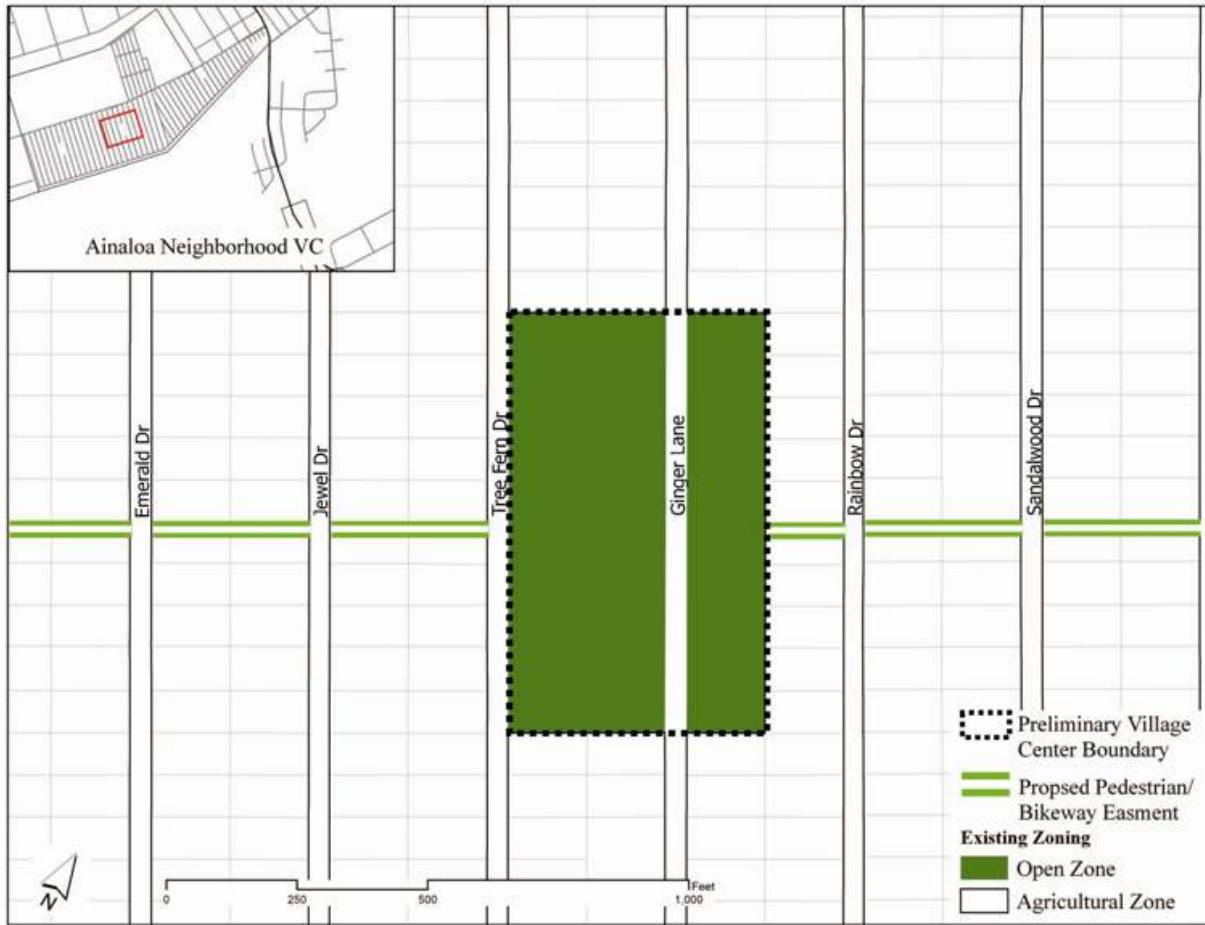 Ainaloa Neighborhood VC
Emerald Dr
Jewel Dr
Tree Fern Dr
Ginger Lane
Rainbow Dr
Sandalwood Dr
Preliminary Village
Center Boundary
Propsed Pedestrian/
Bikeway Easment
Existing Zoning
Open Zone
Agricultural Zone
N
0 250 500 1,000
Feet